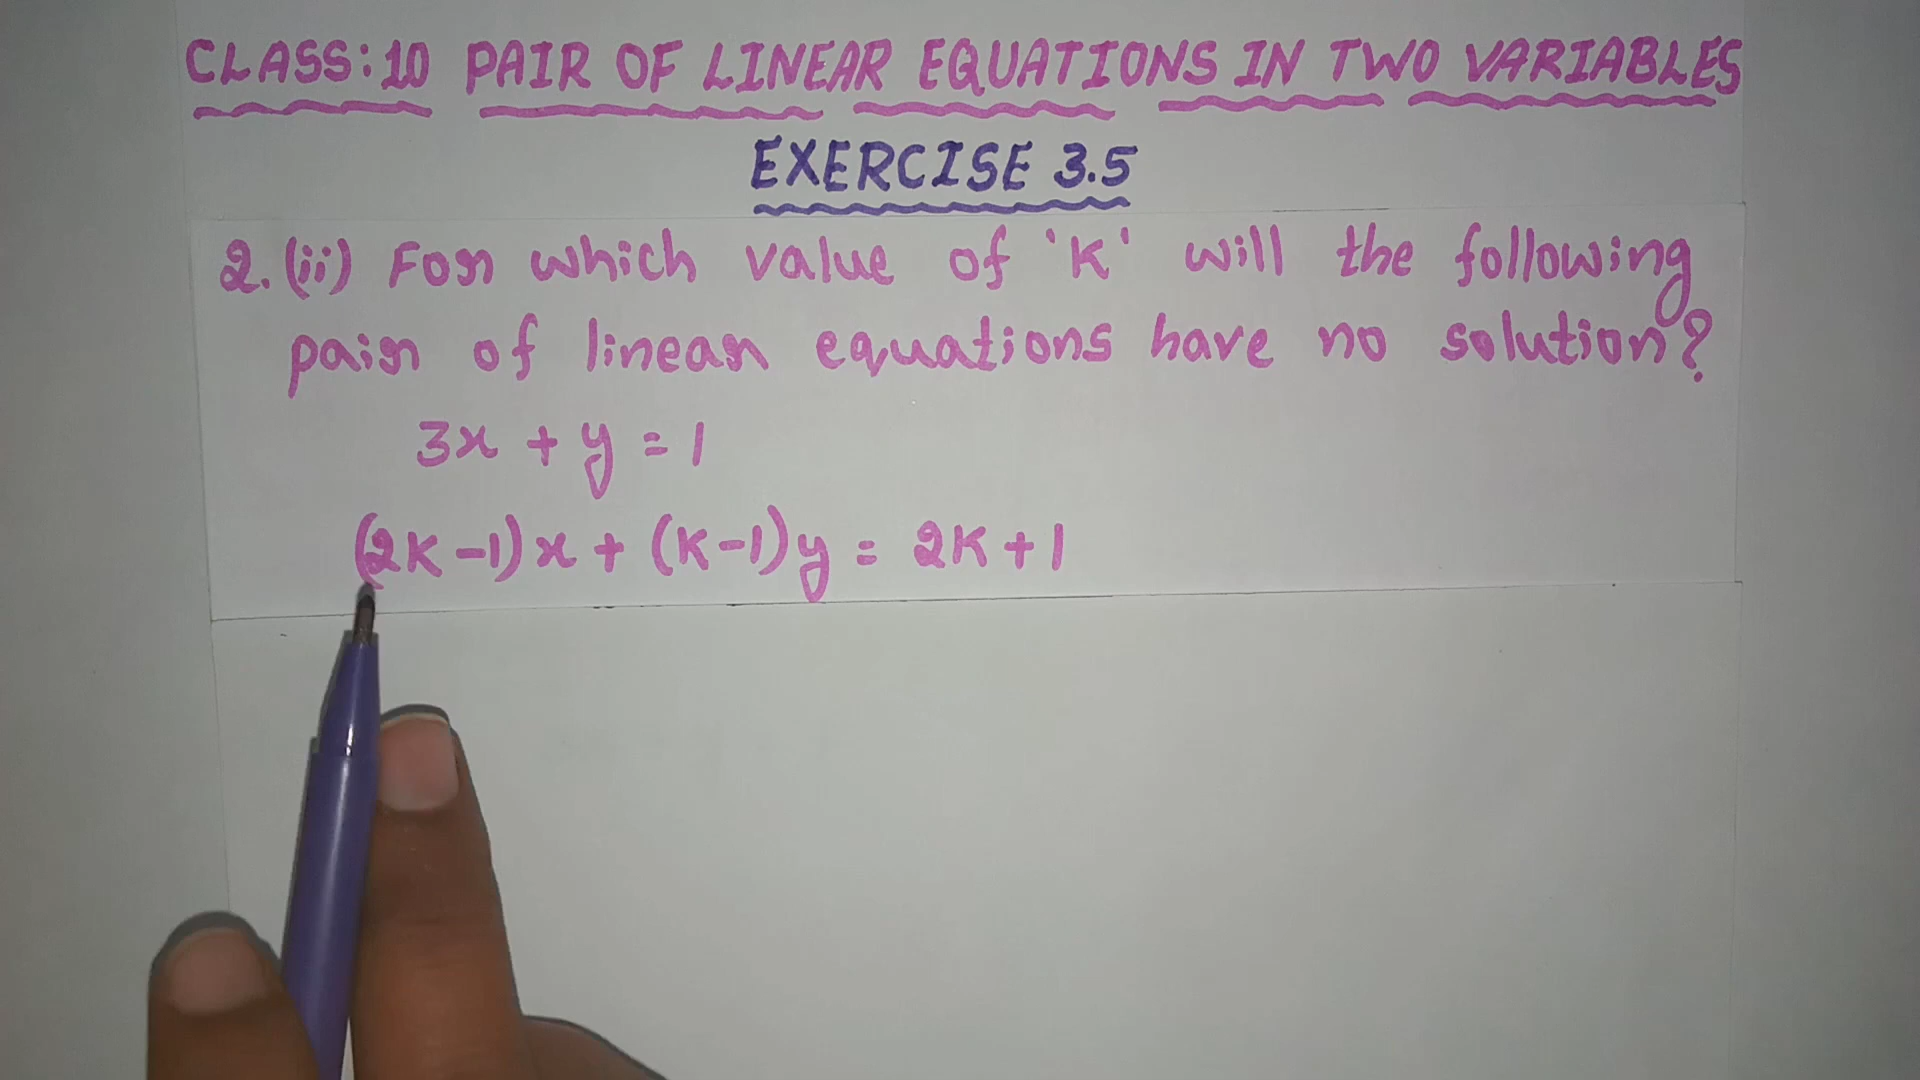 CLASS:10 PAIR OF LINEAR EQUATIONS IN TWO VARIABLES
EXERCISE 3.5
2.(ii) For which value of 'K' will the following
pair of linear equations have no solution?
3x + y = 1
(2K-1)x + (K-1)y = 2K+1